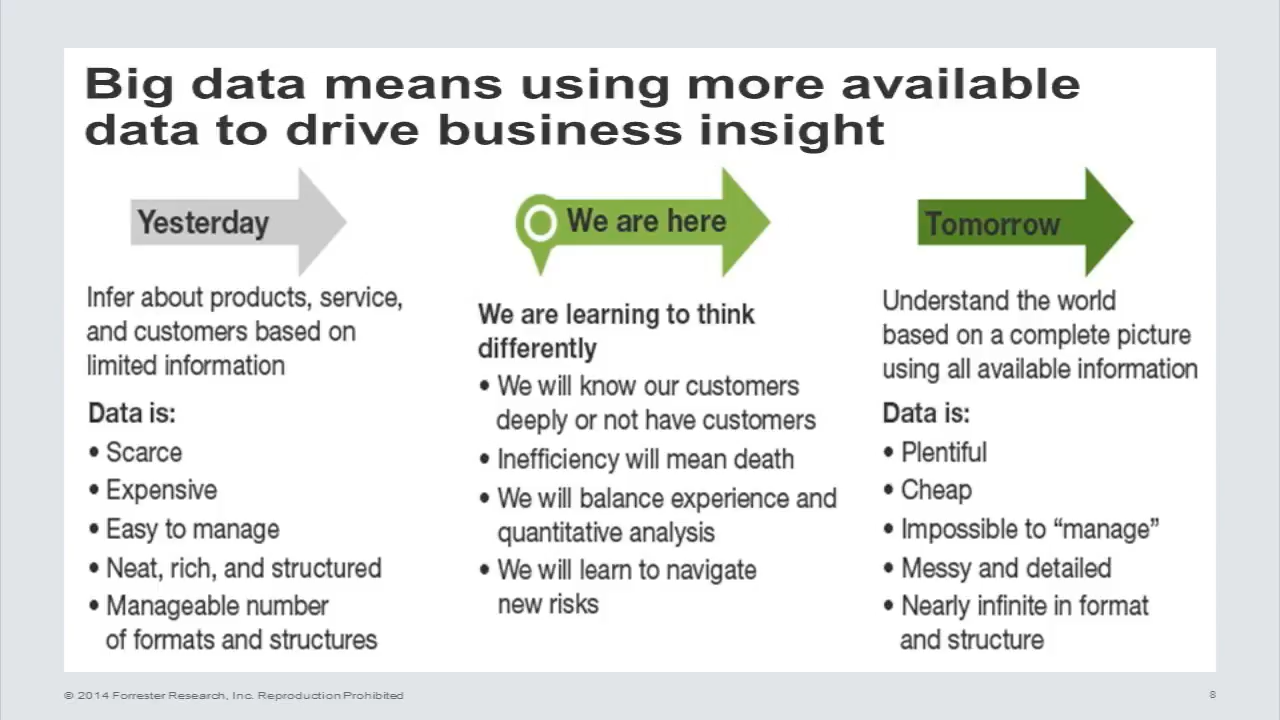 Big data means using more available
data to drive business insight
Yesterday
Infer about products, service,
and customers based on
limited information
Data is:
• Scarce
• Expensive
• Easy to manage
• Neat, rich, and structured
• Manageable number
of formats and structures
We are here
We are learning to think
differently
• We will know our customers
deeply or not have customers
• Inefficiency will mean death
• We will balance experience and
quantitative analysis
• We will learn to navigate
new risks
Tomorrow
Understand the world
based on a complete picture
using all available information
Data is:
• Plentiful
• Cheap
• Impossible to “manage”
• Messy and detailed
• Nearly infinite in format
and structure
© 2014 Forrester Research, Inc. Reproduction Prohibited
8